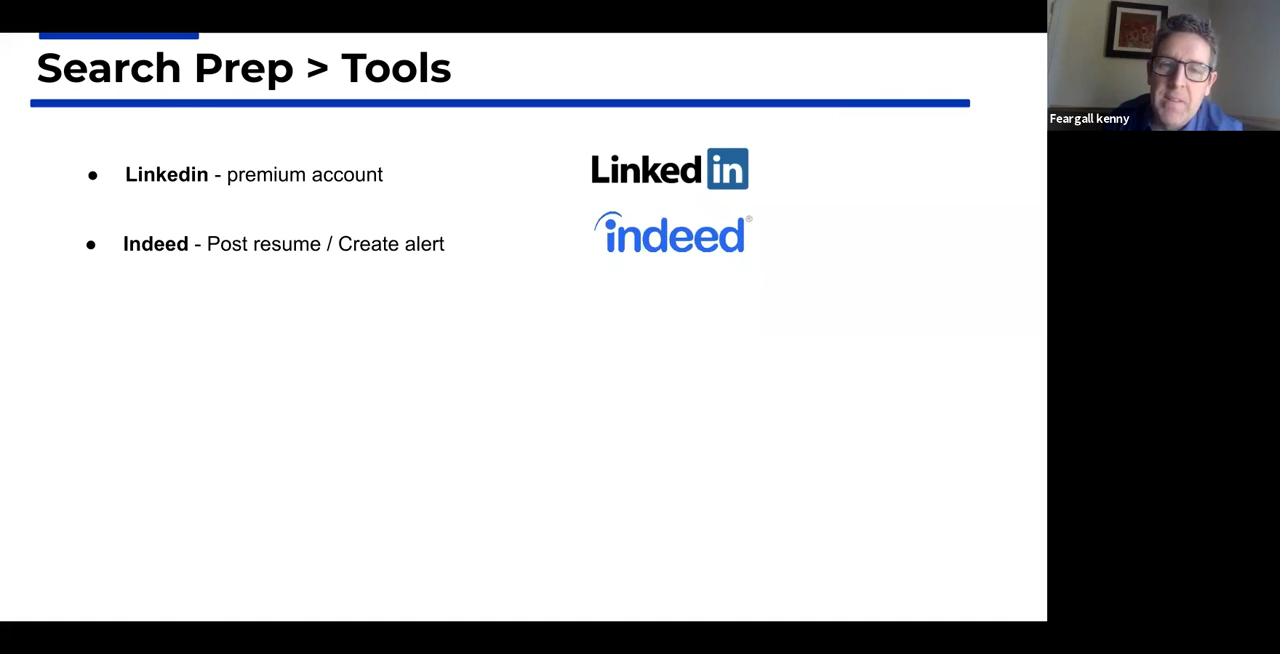 Search Prep > Tools
Feargall kenny
● Linkedin - premium account
Linked in
● Indeed - Post resume / Create alert
indeed®